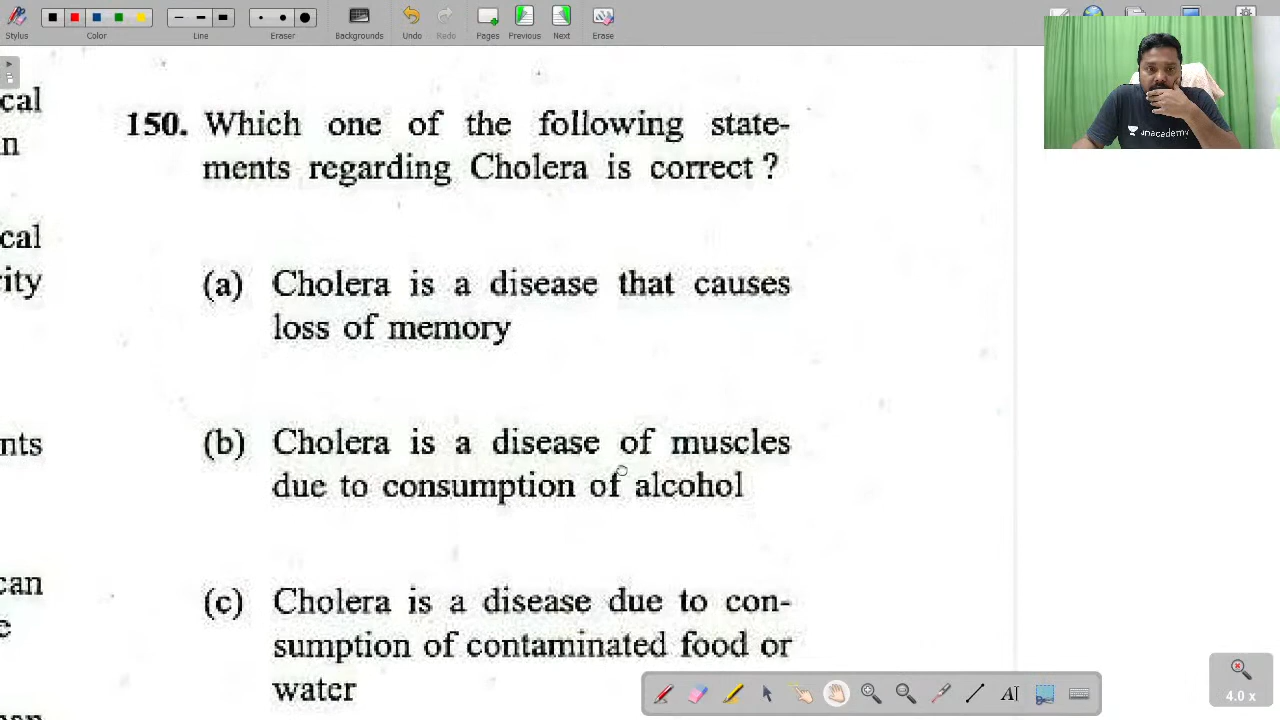 Stylus
Color
Line
Eraser
Backgrounds
Undo
Redo
Pages
Previous
Next
Erase
unacademy
cal
n
cal
rity
nts
can
e
150. Which one of the following state-
ments regarding Cholera is correct ?
(a) Cholera is a disease that causes
loss of memory
(b) Cholera is a disease of muscles
due to consumption of alcohol
(c) Cholera is a disease due to con-
sumption of contaminated food or
water
4.0 x